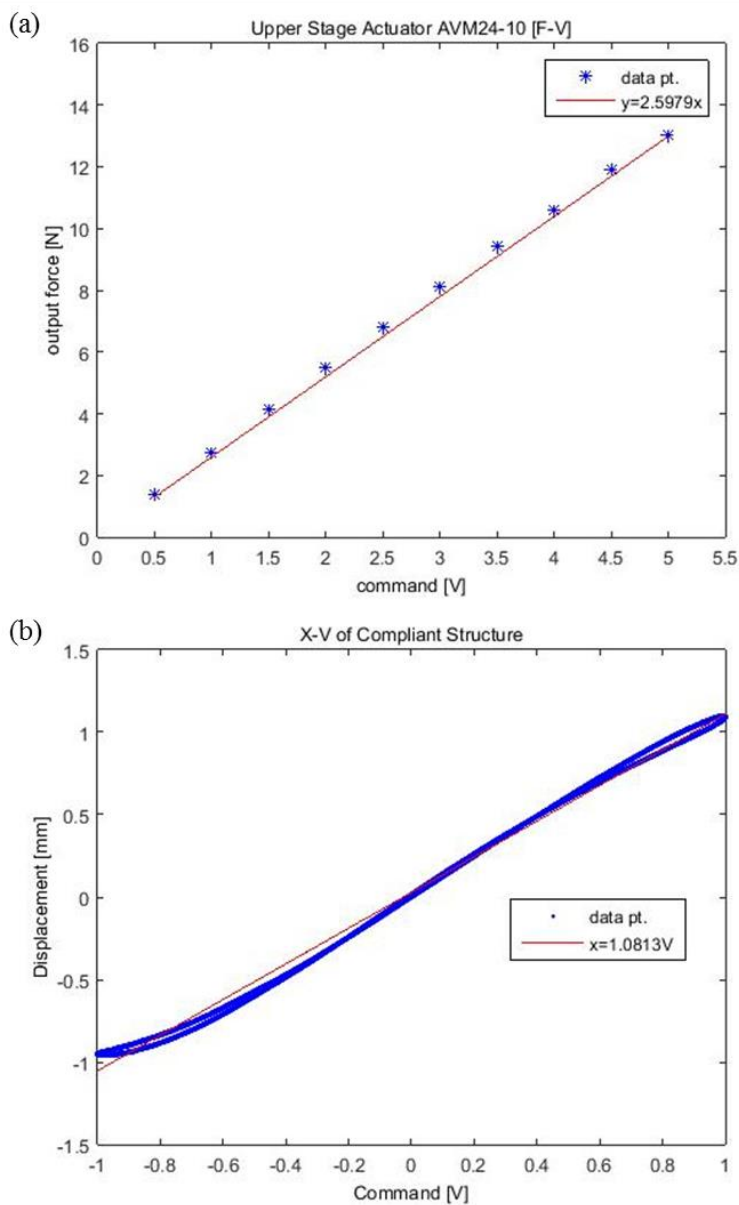 (a)
Upper Stage Actuator AVM24-10 [F-V]
16
14
12
10
8
6
4
2
0
output force [N]
data pt.
y=2.5979x
0 0.5 1 1.5 2 2.5 3 3.5 4 4.5 5 5.5
command [V]
(b)
X-V of Compliant Structure
1.5
1
0.5
0
-0.5
-1
-1.5
Displacement [mm]
data pt.
x=1.0813V
-1 -0.8 -0.6 -0.4 -0.2 0 0.2 0.4 0.6 0.8 1
Command [V]